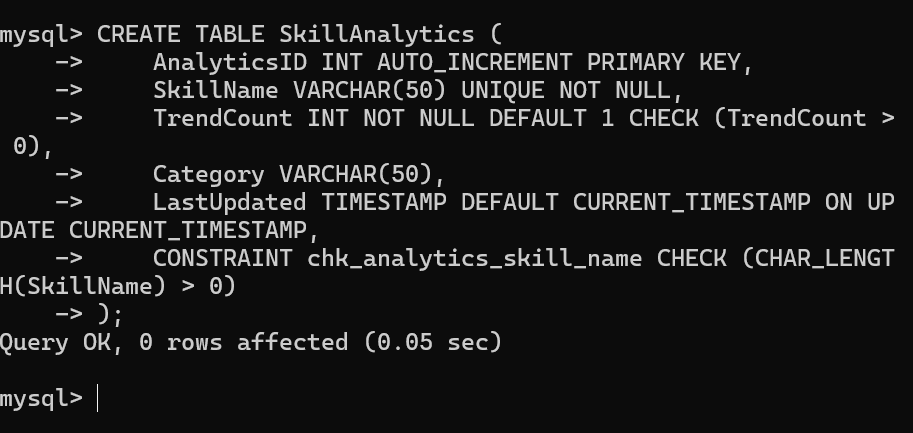 mysql> CREATE TABLE SkillAnalytics (
    ->     AnalyticsID INT AUTO_INCREMENT PRIMARY KEY,
    ->     SkillName VARCHAR(50) UNIQUE NOT NULL,
    ->     TrendCount INT NOT NULL DEFAULT 1 CHECK (TrendCount >
 0),
    ->     Category VARCHAR(50),
    ->     LastUpdated TIMESTAMP DEFAULT CURRENT_TIMESTAMP ON UP
DATE CURRENT_TIMESTAMP,
    ->     CONSTRAINT chk_analytics_skill_name CHECK (CHAR_LENGT
H(SkillName) > 0)
    -> );
Query OK, 0 rows affected (0.05 sec)
mysql>